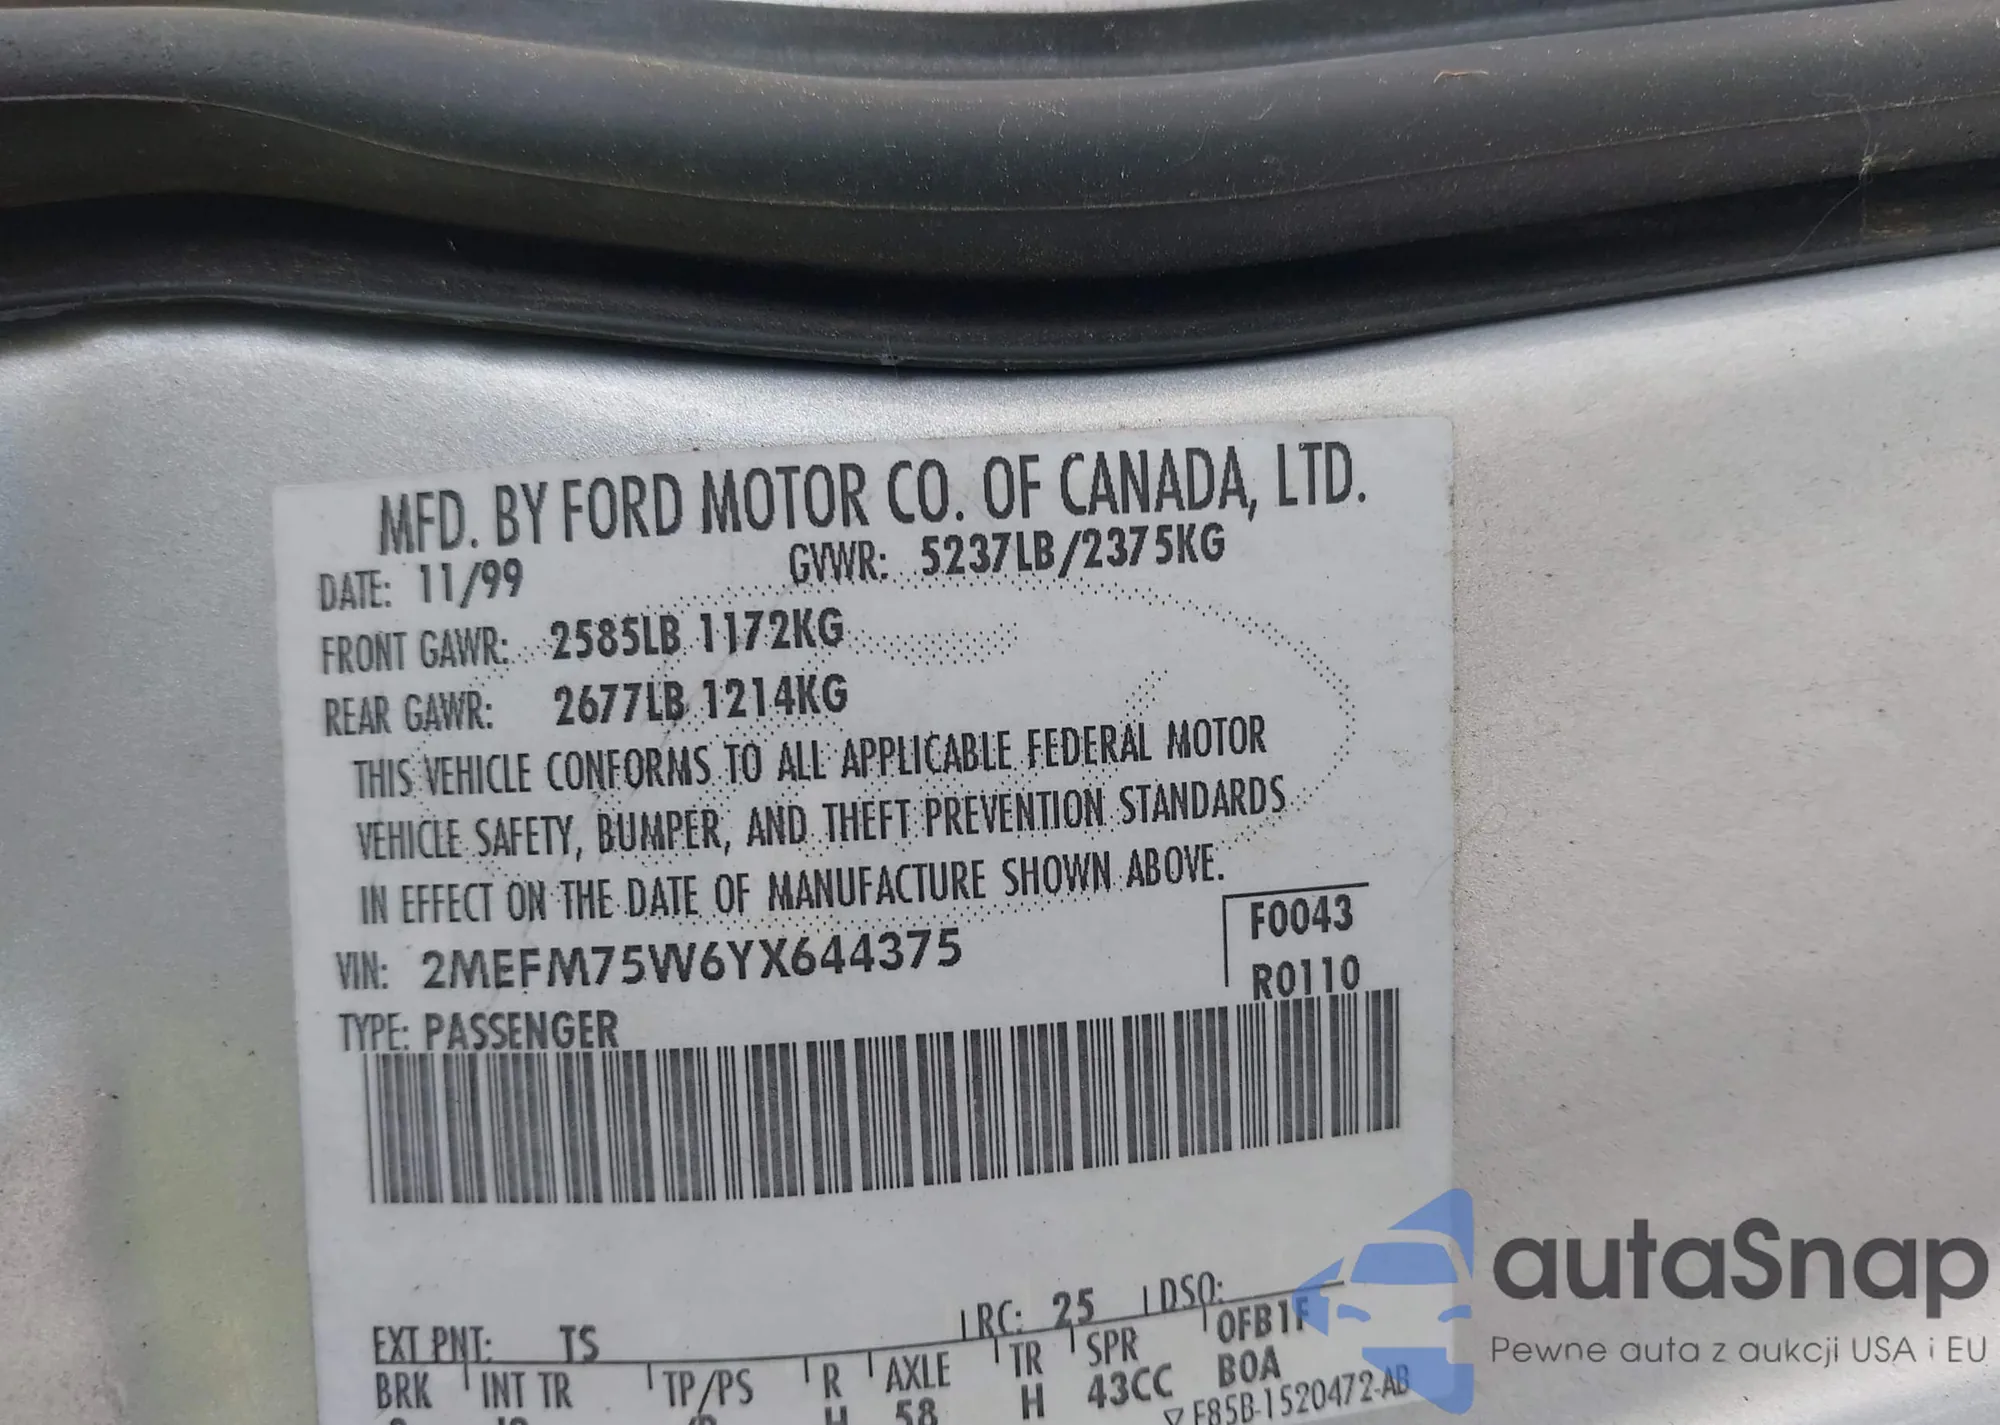 MFD. BY FORD MOTOR CO. OF CANADA, LTD.
DATE: 11/99 GVWR: 5237LB/2375KG
FRONT GAWR: 2585LB 1172KG
REAR GAWR: 2677LB 1214KG
THIS VEHICLE CONFORMS TO ALL APPLICABLE FEDERAL MOTOR
VEHICLE SAFETY, BUMPER, AND THEFT PREVENTION STANDARDS
IN EFFECT ON THE DATE OF MANUFACTURE SHOWN ABOVE.
VIN: 2MEFM75W6YX644375
F0043
R0110
TYPE: PASSENGER
EXT PNT: TS RC: 25 DSO:
BRK INT TR TP/PS R AXLE TR SPR OFB1F
58 H 43CC BOA
F85B-1520472-AB
autaSnap
Pewne auta z aukcji USA i EU